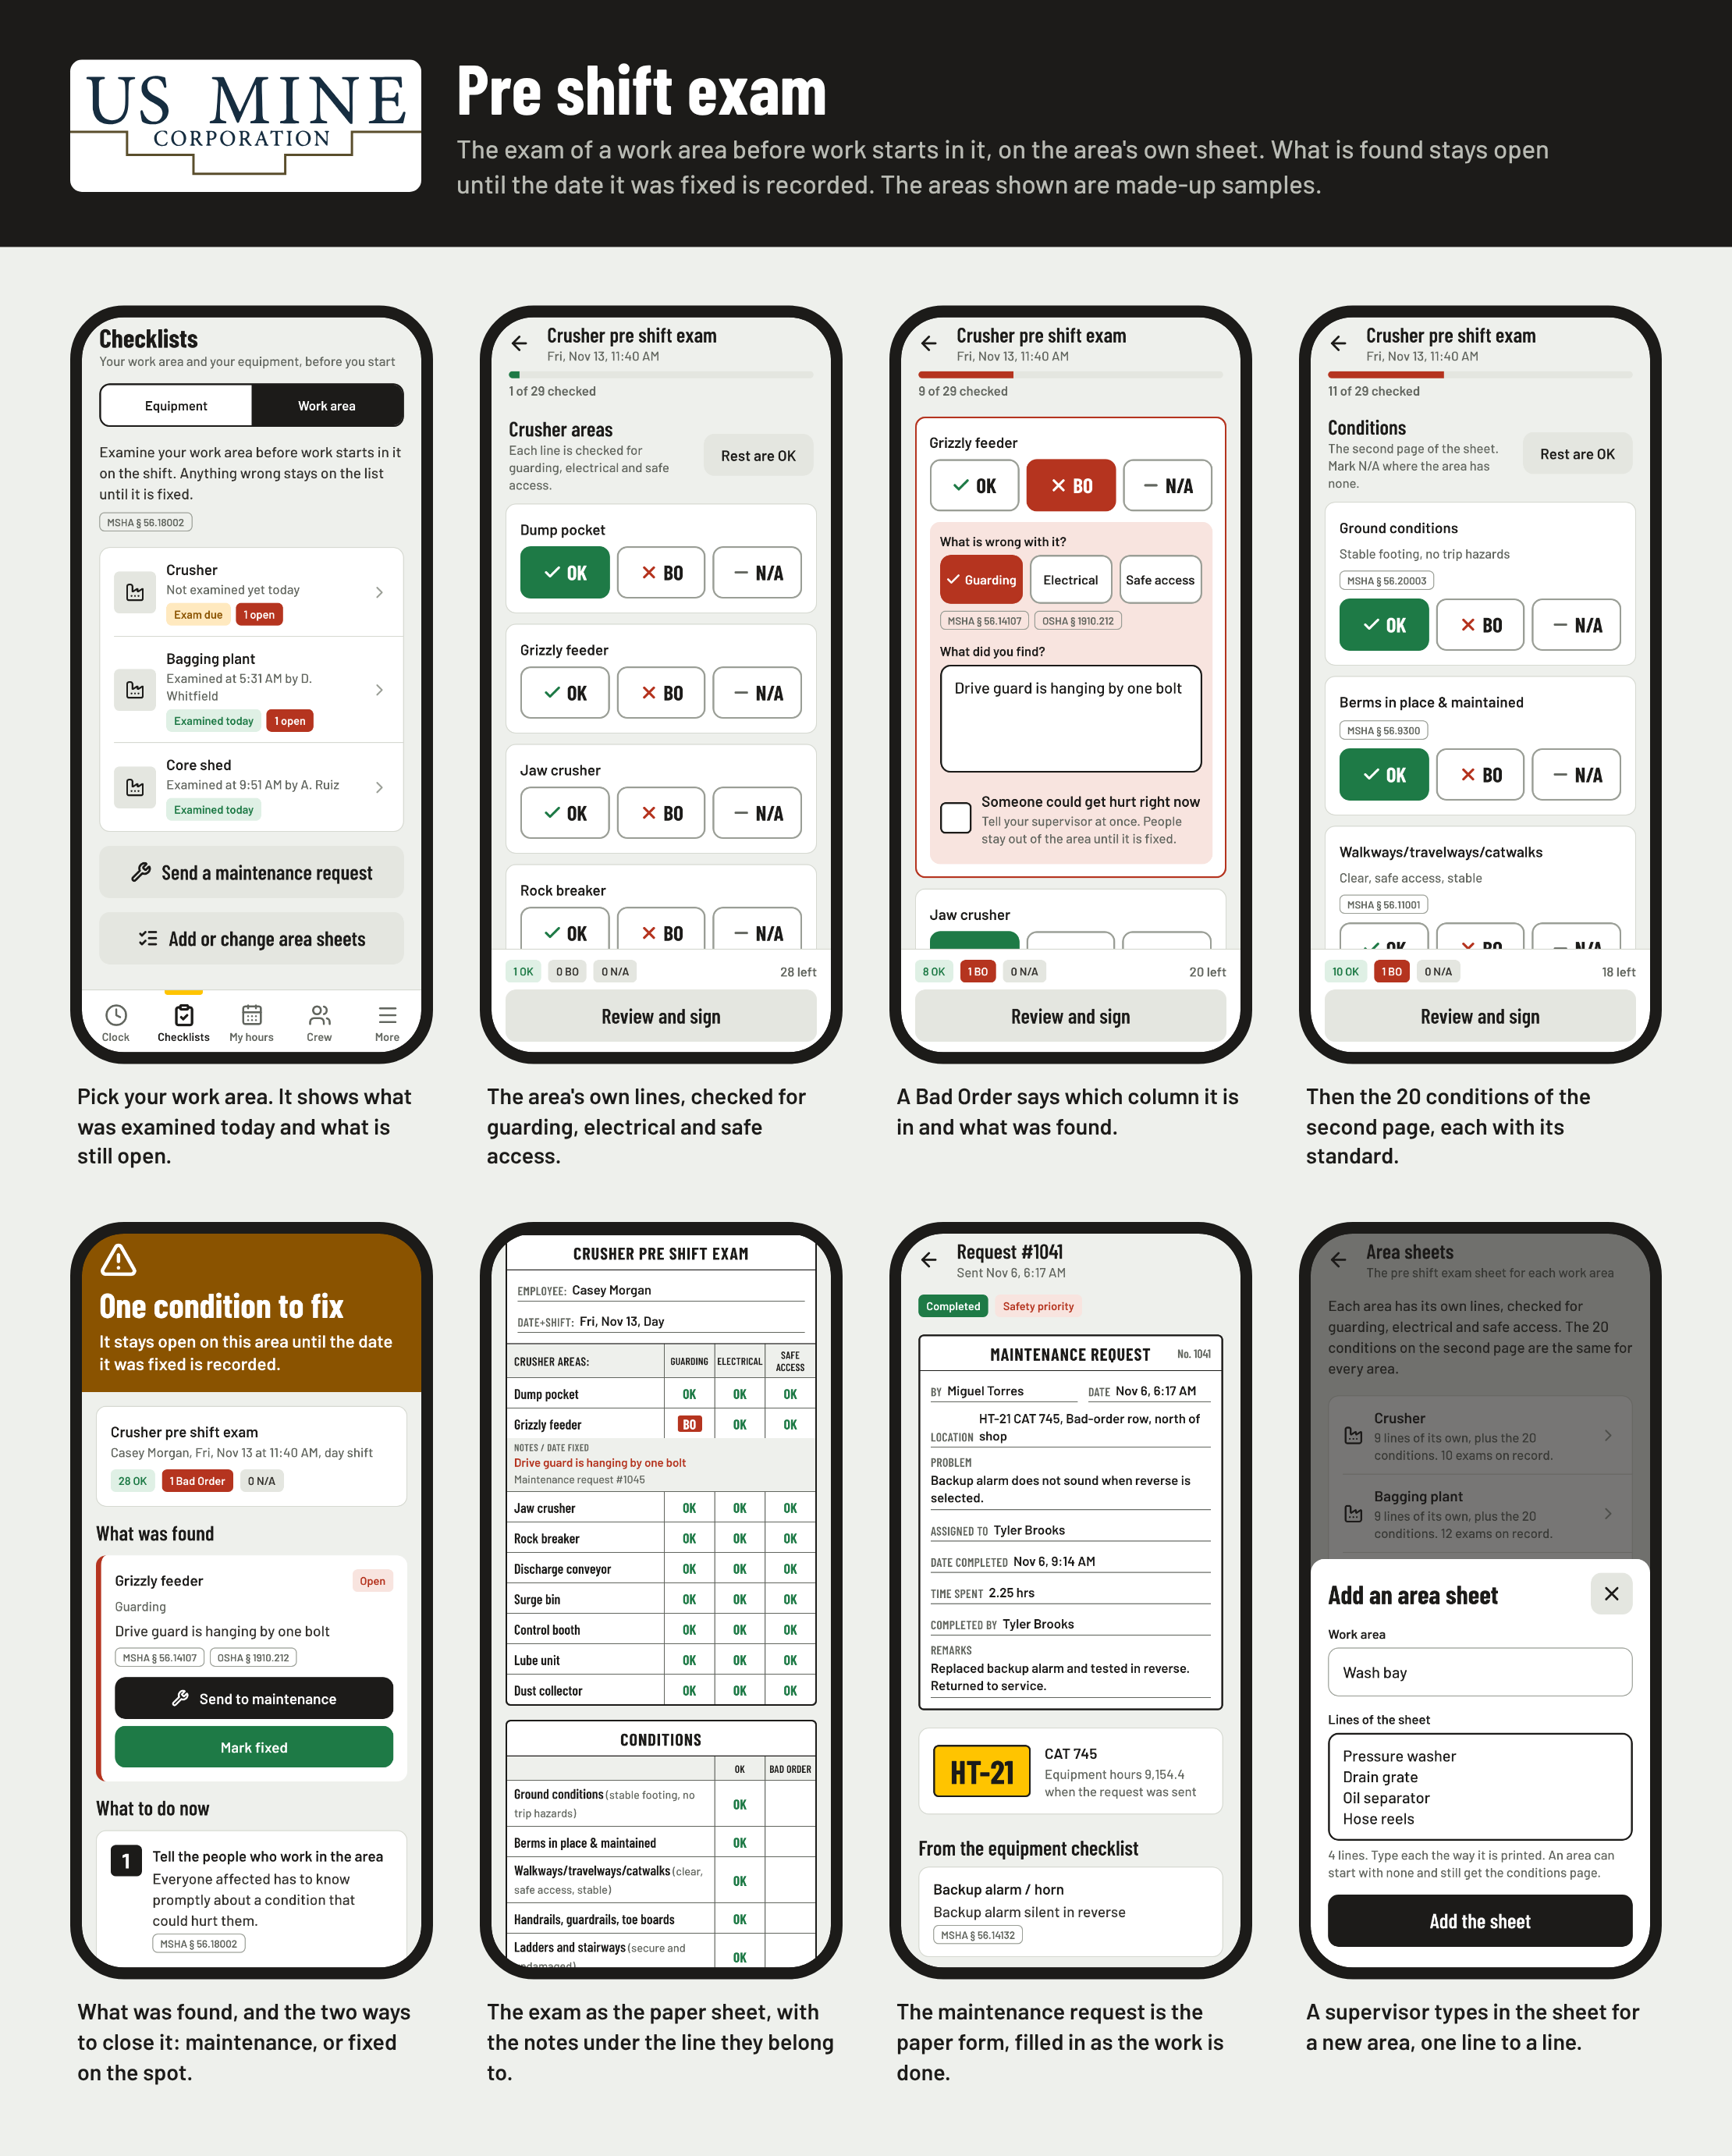 US MINE
CORPORATION
Pre shift exam
The exam of a work area before work starts in it, on the area's own sheet. What is found stays open
until the date it was fixed is recorded. The areas shown are made-up samples.
Checklists
Your work area and your equipment, before you start
Equipment
Work area
Examine your work area before work starts in it
on the shift. Anything wrong stays on the list
until it is fixed.
MSHA § 56.18002
Crusher
Not examined yet today
Exam due
1 open
Bagging plant
Examined at 5:31 AM by D.
Whitfield
Examined today
1 open
Core shed
Examined at 9:51 AM by A. Ruiz
Examined today
Send a maintenance request
Add or change area sheets
Clock
Checklists
My hours
Crew
More
Pick your work area. It shows what
was examined today and what is
still open.
Crusher pre shift exam
Fri, Nov 13, 11:40 AM
1 of 29 checked
Crusher areas
Each line is checked for
guarding, electrical and safe
access.
Rest are OK
Dump pocket
OK
BO
N/A
Grizzly feeder
OK
BO
N/A
Jaw crusher
OK
BO
N/A
Rock breaker
OK
BO
N/A
1 OK
0 BO
0 N/A
28 left
Review and sign
The area's own lines, checked for
guarding, electrical and safe
access.
Crusher pre shift exam
Fri, Nov 13, 11:40 AM
9 of 29 checked
Grizzly feeder
OK
BO
N/A
What is wrong with it?
Guarding
Electrical
Safe access
MSHA § 56.14107
OSHA § 1910.212
What did you find?
Drive guard is hanging by one bolt
Someone could get hurt right now
Tell your supervisor at once. People
stay out of the area until it is fixed.
Jaw crusher
8 OK
1 BO
0 N/A
20 left
Review and sign
A Bad Order says which column it is
in and what was found.
Crusher pre shift exam
Fri, Nov 13, 11:40 AM
11 of 29 checked
Conditions
The second page of the sheet.
Mark N/A where the area has
none.
Rest are OK
Ground conditions
Stable footing, no trip hazards
MSHA § 56.20003
OK
BO
N/A
Berms in place & maintained
MSHA § 56.9300
OK
BO
N/A
Walkways/travelways/catwalks
Clear, safe access, stable
MSHA § 56.11001
OK
BO
N/A
10 OK
1 BO
0 N/A
18 left
Review and sign
Then the 20 conditions of the
second page, each with its
standard.
One condition to fix
It stays open on this area until the date
it was fixed is recorded.
Crusher pre shift exam
Casey Morgan, Fri, Nov 13 at 11:40 AM, day shift
28 OK
1 Bad Order
0 N/A
What was found
Grizzly feeder
Open
Guarding
Drive guard is hanging by one bolt
MSHA § 56.14107
OSHA § 1910.212
Send to maintenance
Mark fixed
What to do now
1
Tell the people who work in the area
Everyone affected has to know
promptly about a condition that
could hurt them.
MSHA § 56.18002
What was found, and the two ways
to close it: maintenance, or fixed
on the spot.
CRUSHER PRE SHIFT EXAM
EMPLOYEE: Casey Morgan
DATE+SHIFT: Fri, Nov 13, Day
CRUSHER AREAS:
GUARDING
ELECTRICAL
SAFE
ACCESS
Dump pocket OK OK OK
Grizzly feeder BO OK OK
NOTES / DATE FIXED
Drive guard is hanging by one bolt
Maintenance request #1045
Jaw crusher OK OK OK
Rock breaker OK OK OK
Discharge conveyor OK OK OK
Surge bin OK OK OK
Control booth OK OK OK
Lube unit OK OK OK
Dust collector OK OK OK
CONDITIONS
OK
BAD ORDER
Ground conditions (stable footing, no
trip hazards)
OK
Berms in place & maintained OK
Walkways/travelways/catwalks (clear,
safe access, stable)
OK
Handrails, guardrails, toe boards OK
Ladders and stairways (secure and
undamaged)
OK
The exam as the paper sheet, with
the notes under the line they belong
to.
Request #1041
Sent Nov 6, 6:17 AM
Completed
Safety priority
MAINTENANCE REQUEST
No. 1041
BY Miguel Torres
DATE Nov 6, 6:17 AM
LOCATION HT-21 CAT 745, Bad-order row, north of
shop
PROBLEM
Backup alarm does not sound when reverse is
selected.
ASSIGNED TO Tyler Brooks
DATE COMPLETED Nov 6, 9:14 AM
TIME SPENT 2.25 hrs
COMPLETED BY Tyler Brooks
REMARKS
Replaced backup alarm and tested in reverse.
Returned to service.
HT-21
CAT 745
Equipment hours 9,154.4
when the request was sent
From the equipment checklist
Backup alarm / horn
Backup alarm silent in reverse
MSHA § 56.14132
The maintenance request is the
paper form, filled in as the work is
done.
Area sheets
The pre shift exam sheet for each work area
Each area has its own lines, checked for
guarding, electrical and safe access. The 20
conditions on the second page are the same for
every area.
Crusher
9 lines of its own, plus the 20
conditions. 10 exams on record.
Bagging plant
9 lines of its own, plus the 20
conditions. 12 exams on record.
Add an area sheet
Work area
Wash bay
Lines of the sheet
Pressure washer
Drain grate
Oil separator
Hose reels
4 lines. Type each the way it is printed. An area can
start with none and still get the conditions page.
Add the sheet
A supervisor types in the sheet for
a new area, one line to a line.